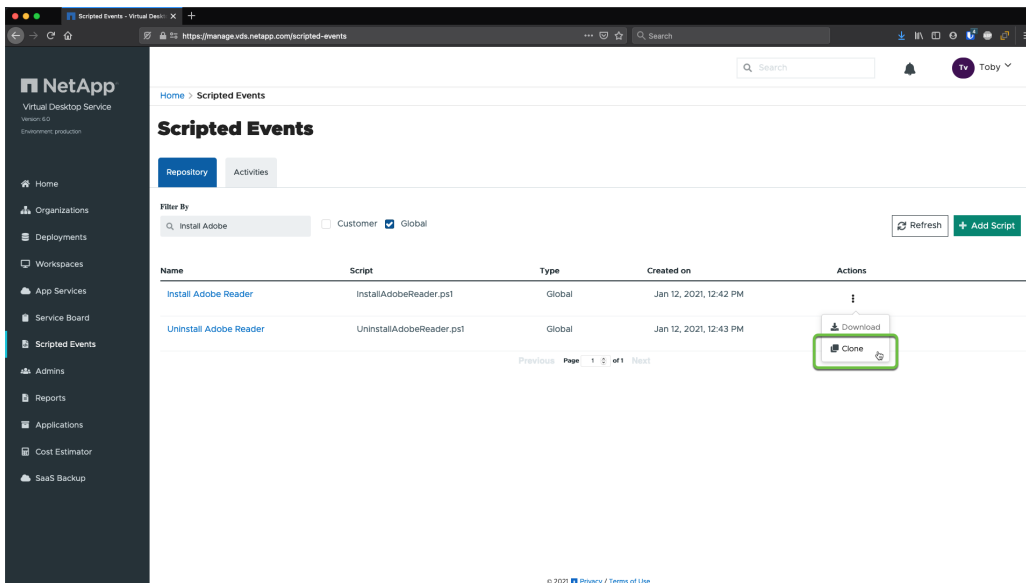 Scripted Events - Virtual Deskt
https://manage.vds.netapp.com/scripted-events
Search
NetApp
Virtual Desktop Service
Version: 6.0
Environment: production
Search
Tv
Toby
Home > Scripted Events
Scripted Events
Repository
Activities
Filter By
Install Adobe
Customer
Global
Refresh
+ Add Script
Name Script Type Created on Actions
Install Adobe Reader InstallAdobeReader.ps1 Global Jan 12, 2021, 12:42 PM
Uninstall Adobe Reader UninstallAdobeReader.ps1 Global Jan 12, 2021, 12:43 PM
Download
Clone
Previous Page 1 of 1 Next
Home
Organizations
Deployments
Workspaces
App Services
Service Board
Scripted Events
Admins
Reports
Applications
Cost Estimator
SaaS Backup
© 2021 Privacy / Terms of Use